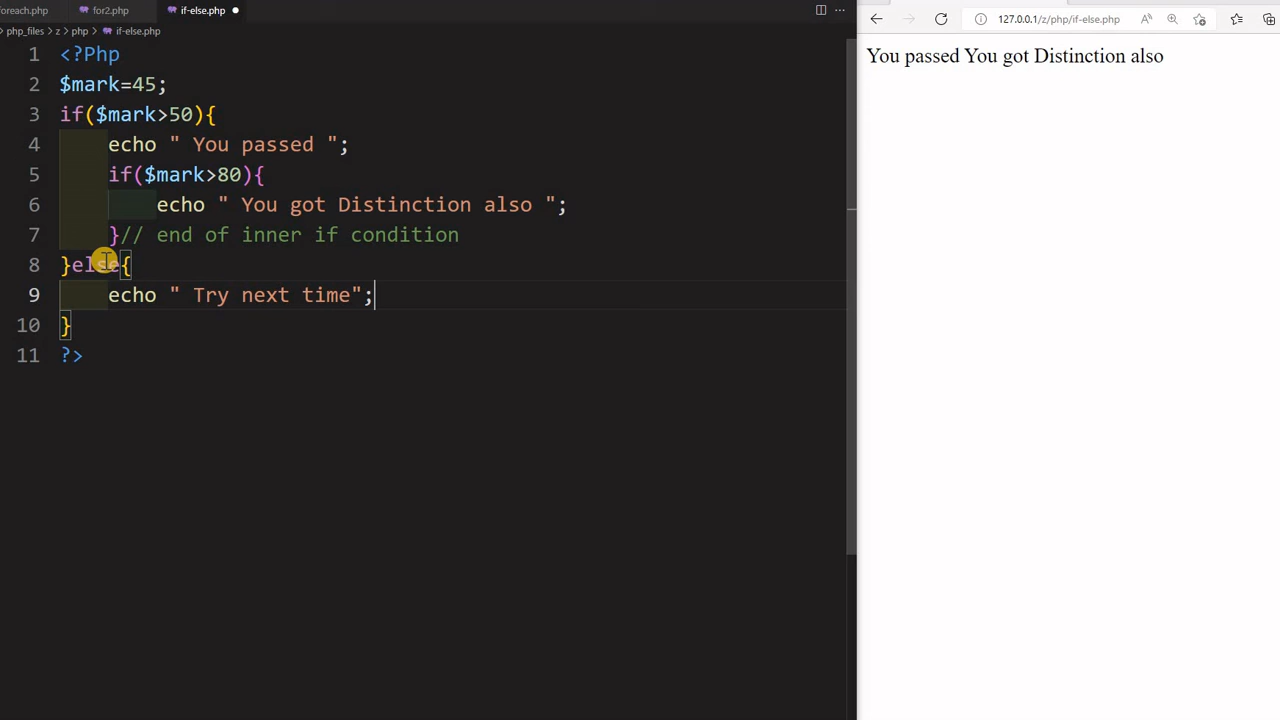 oreach.php for2.php if-else.php
php_files z php if-else.php
127.0.0.1/z/php/if-else.php
1 <?Php
2 $mark=45;
3 if($mark>50){
4 echo " You passed ";
5 if($mark>80){
6 echo " You got Distinction also ";
7 }// end of inner if condition
8 }else{
9 echo " Try next time";
10 }
11 ?>
You passed You got Distinction also